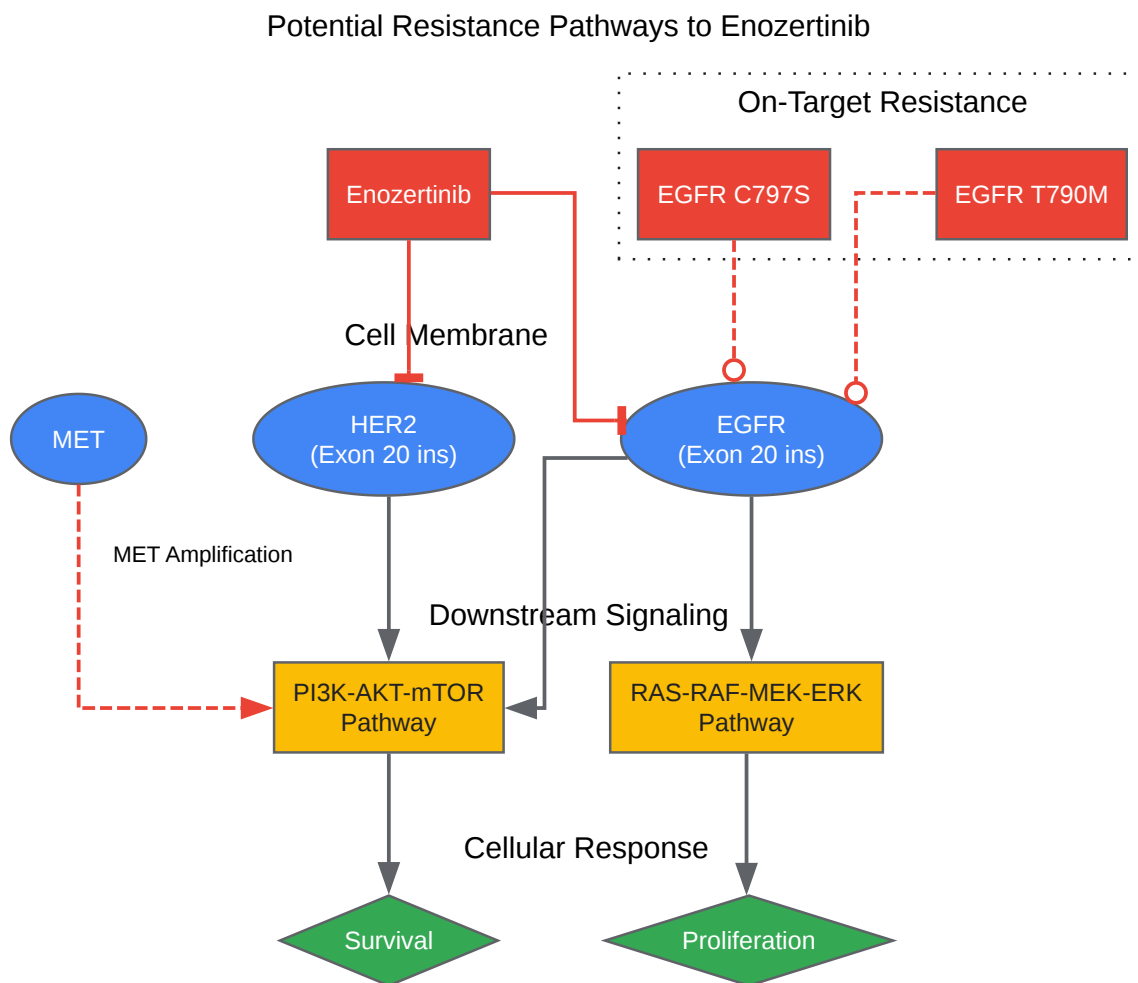 Potential Resistance Pathways to Enozertinib
On-Target Resistance
Enozertinib
EGFR C797S
EGFR T790M
Cell Membrane
MET
HER2
(Exon 20 ins)
EGFR
(Exon 20 ins)
MET Amplification
Downstream Signaling
PI3K-AKT-mTOR
Pathway
RAS-RAF-MEK-ERK
Pathway
Cellular Response
Survival
Proliferation